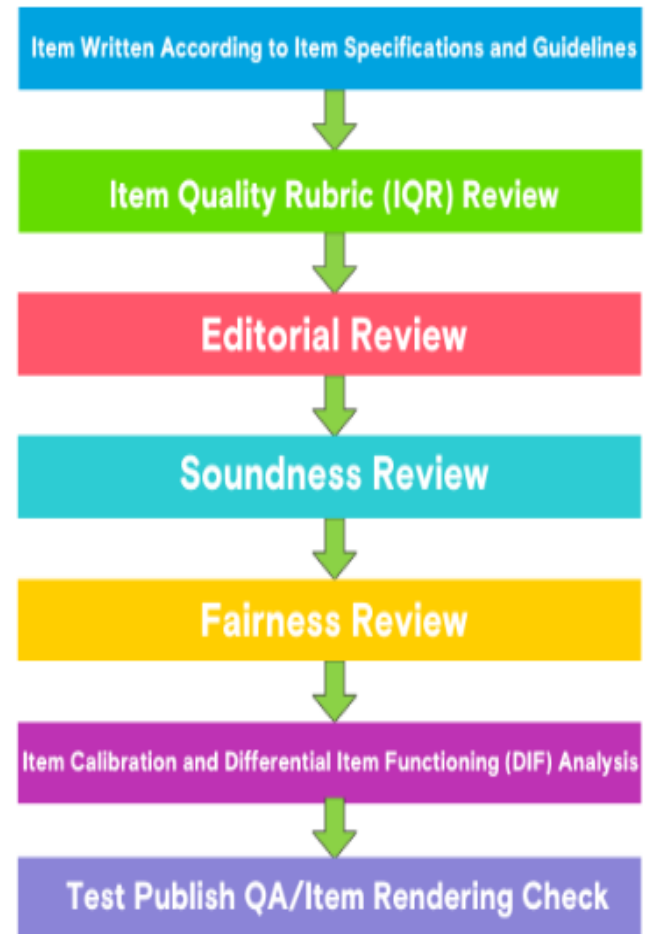 Item Written According to Item Specifications and Guidelines
Item Quality Rubric (IQR) Review
Editorial Review
Soundness Review
Fairness Review
Item Calibration and Differential Item Functioning (DIF) Analysis
Test Publish QA/Item Rendering Check